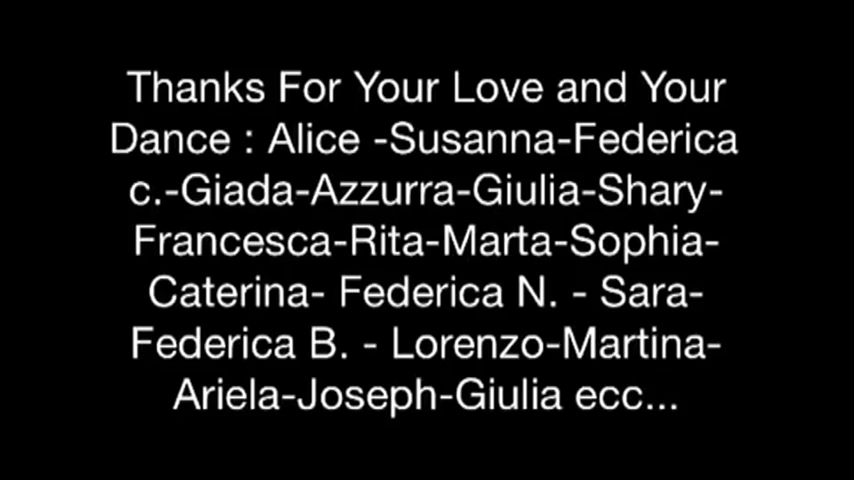 Thanks For Your Love and Your
Dance : Alice -Susanna-Federica
c.-Giada-Azzurra-Giulia-Shary-
Francesca-Rita-Marta-Sophia-
Caterina- Federica N. - Sara-
Federica B. - Lorenzo-Martina-
Ariela-Joseph-Giulia ecc...